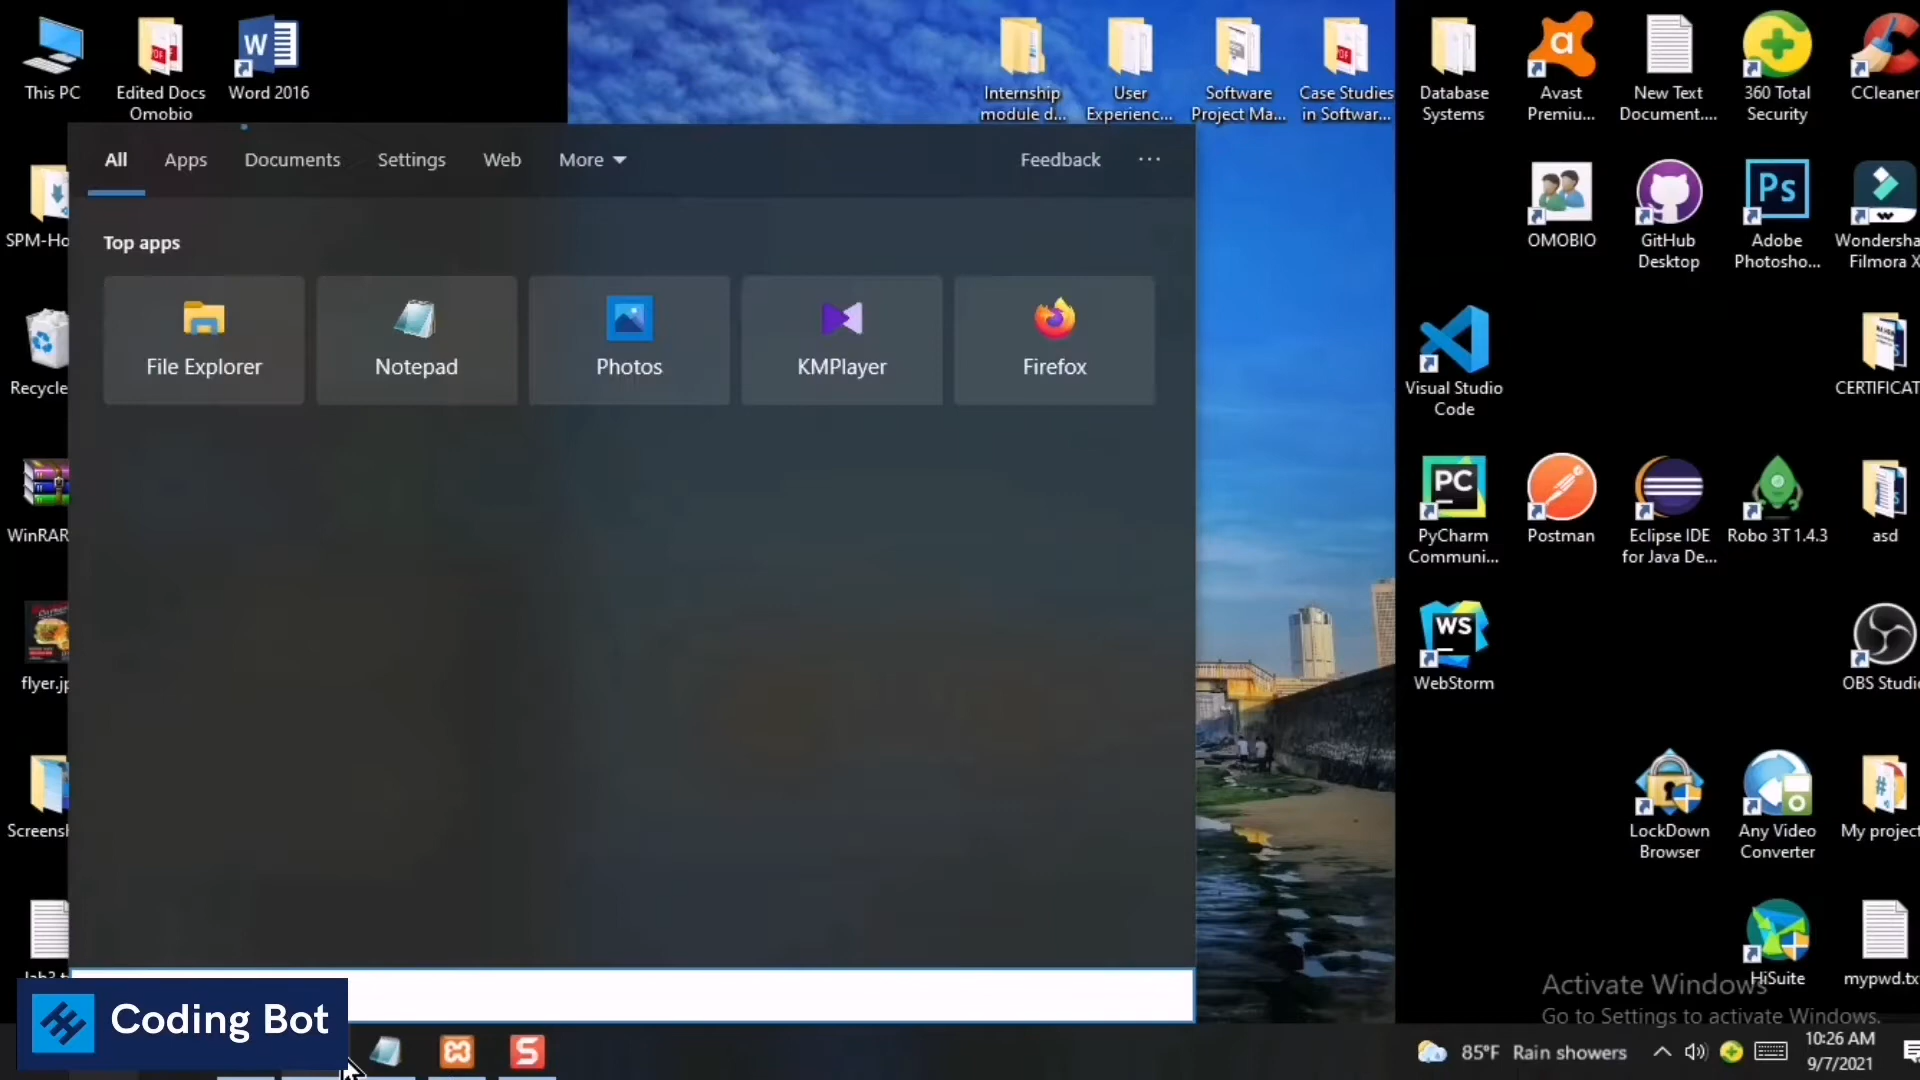 This PC
Edited Docs
Omobio
Word 2016
Internship
module d...
User
Experienc...
Software
Project Ma...
Case Studies
in Softwar...
Database
Systems
Avast
Premiu...
New Text
Document....
360 Total
Security
CCleaner
All
Apps
Documents
Settings
Web
More
Feedback
SPM-Ho
OMOBIO
GitHub
Desktop
Ps
Adobe
Photosho...
Wondersha
Filmora X
Top apps
File Explorer
Notepad
Photos
KMPlayer
Firefox
Recycle
Visual Studio
Code
CERTIFICAT
WinRAR
PC
PyCharm
Communi...
Postman
Eclipse IDE
for Java De...
Robo 3T 1.4.3
asd
flyer.jp
WS
WebStorm
OBS Studi
Screensh
LockDown
Browser
Any Video
Converter
My project
HiSuite
mypwd.tx
Activate Windows
Go to Settings to activate Windows.
Coding Bot
85°F Rain showers
10:26 AM
9/7/2021